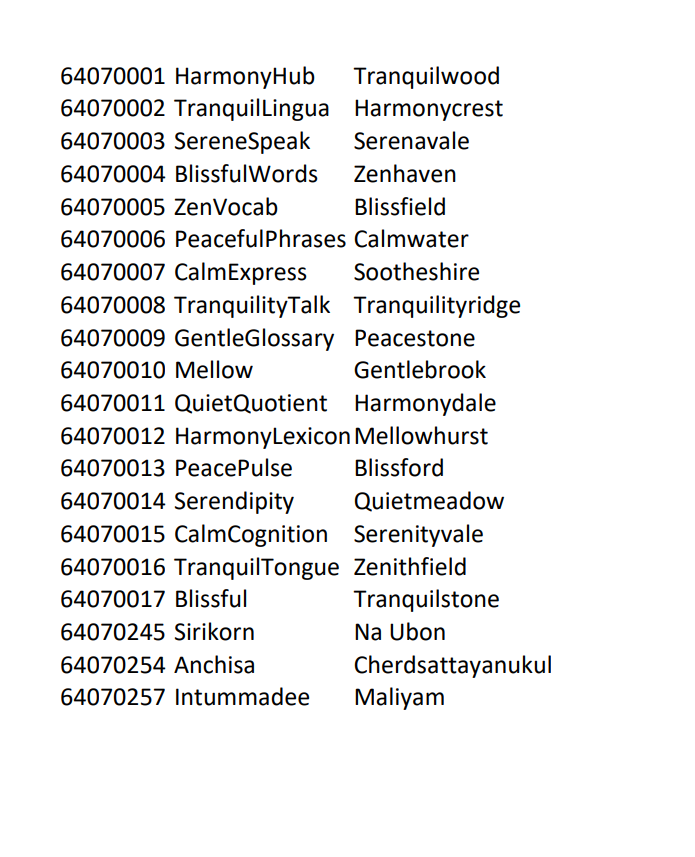 64070001 HarmonyHub Tranquilwood
64070002 TranquilLingua Harmonycrest
64070003 SereneSpeak Serenavale
64070004 BlissfulWords Zenhaven
64070005 ZenVocab Blissfield
64070006 PeacefulPhrases Calmwater
64070007 CalmExpress Sootheshire
64070008 TranquilityTalk Tranquilityridge
64070009 GentleGlossary Peacestone
64070010 Mellow Gentlebrook
64070011 QuietQuotient Harmonydale
64070012 HarmonyLexicon Mellowhurst
64070013 PeacePulse Blissford
64070014 Serendipity Quietmeadow
64070015 CalmCognition Serenityvale
64070016 TranquilTongue Zenithfield
64070017 Blissful Tranquilstone
64070245 Sirikorn Na Ubon
64070254 Anchisa Cherdsattayanukul
64070257 Intummadee Maliyam